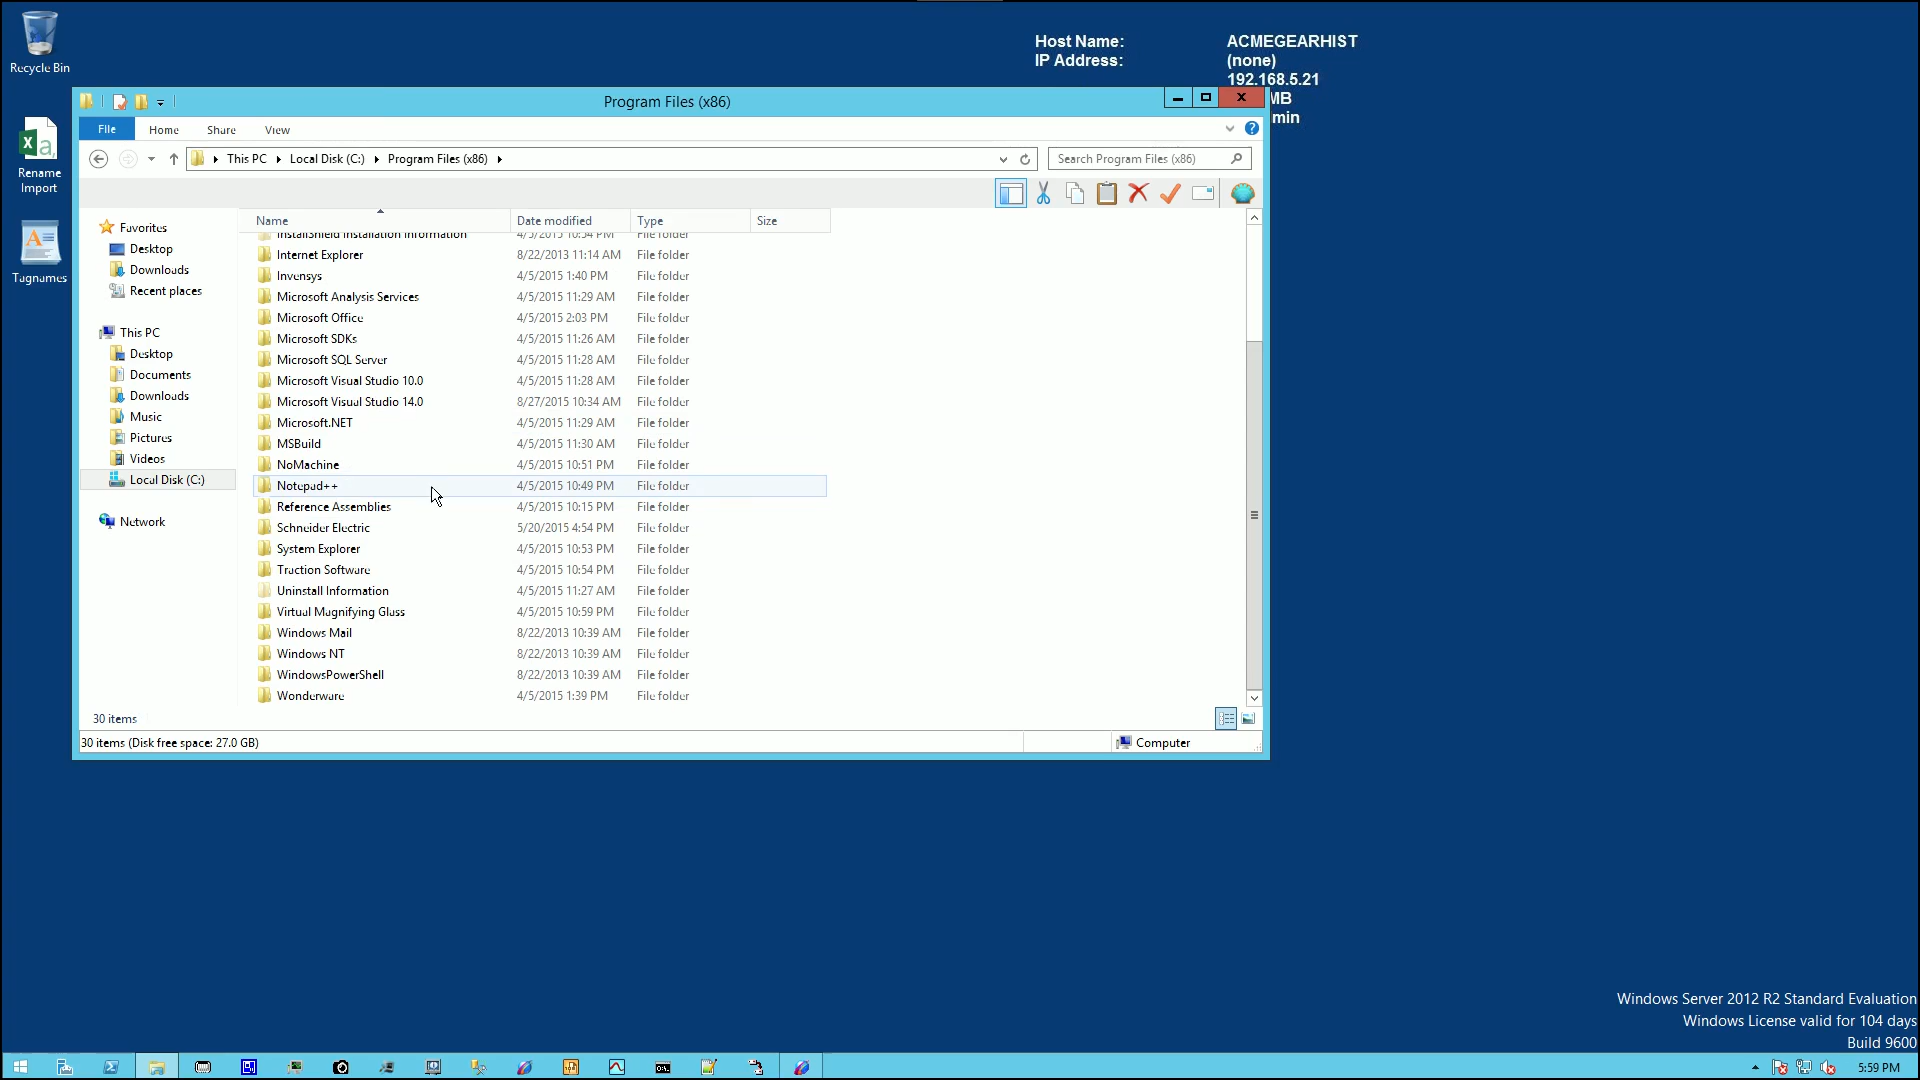 Recycle Bin
Host Name: ACMEGEARHIST
IP Address: (none)
192.168.5.21
MB
min
Rename Import
Tagnames
Program Files (x86)
File Home Share View
This PC Local Disk (C:) Program Files (x86)
Search Program Files (x86)
Name Date modified Type Size
Favorites
Desktop
Downloads
Recent places
This PC
Desktop
Documents
Downloads
Music
Pictures
Videos
Local Disk (C:)
Network
InstallShield Installation Information 4/5/2015 10:54 PM File folder
Internet Explorer 8/22/2013 11:14 AM File folder
Invensys 4/5/2015 1:40 PM File folder
Microsoft Analysis Services 4/5/2015 11:29 AM File folder
Microsoft Office 4/5/2015 2:03 PM File folder
Microsoft SDKs 4/5/2015 11:26 AM File folder
Microsoft SQL Server 4/5/2015 11:28 AM File folder
Microsoft Visual Studio 10.0 4/5/2015 11:28 AM File folder
Microsoft Visual Studio 14.0 8/27/2015 10:34 AM File folder
Microsoft.NET 4/5/2015 11:29 AM File folder
MSBuild 4/5/2015 11:30 AM File folder
NoMachine 4/5/2015 10:51 PM File folder
Notepad++ 4/5/2015 10:49 PM File folder
Reference Assemblies 4/5/2015 10:15 PM File folder
Schneider Electric 5/20/2015 4:54 PM File folder
System Explorer 4/5/2015 10:53 PM File folder
Traction Software 4/5/2015 10:54 PM File folder
Uninstall Information 4/5/2015 11:27 AM File folder
Virtual Magnifying Glass 4/5/2015 10:59 PM File folder
Windows Mail 8/22/2013 10:39 AM File folder
Windows NT 8/22/2013 10:39 AM File folder
WindowsPowerShell 8/22/2013 10:39 AM File folder
Wonderware 4/5/2015 1:39 PM File folder
30 items
30 items (Disk free space: 27.0 GB) Computer
Windows Server 2012 R2 Standard Evaluation
Windows License valid for 104 days
Build 9600
5:59 PM